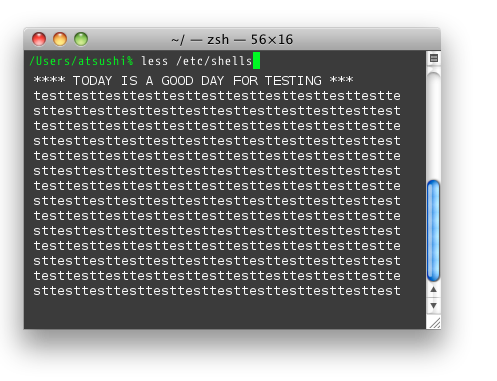 ~/ — zsh — 56×16
/Users/atsushi% less /etc/shells
**** TODAY IS A GOOD DAY FOR TESTING ***
testtesttesttesttesttesttesttesttesttesttestte
sttesttesttesttesttesttesttesttesttesttesttest
testtesttesttesttesttesttesttesttesttesttestte
sttesttesttesttesttesttesttesttesttesttesttest
testtesttesttesttesttesttesttesttesttesttestte
sttesttesttesttesttesttesttesttesttesttesttest
testtesttesttesttesttesttesttesttesttesttestte
sttesttesttesttesttesttesttesttesttesttesttest
testtesttesttesttesttesttesttesttesttesttestte
sttesttesttesttesttesttesttesttesttesttesttest
testtesttesttesttesttesttesttesttesttesttestte
sttesttesttesttesttesttesttesttesttesttesttest
testtesttesttesttesttesttesttesttesttesttestte
sttesttesttesttesttesttesttesttesttesttesttest